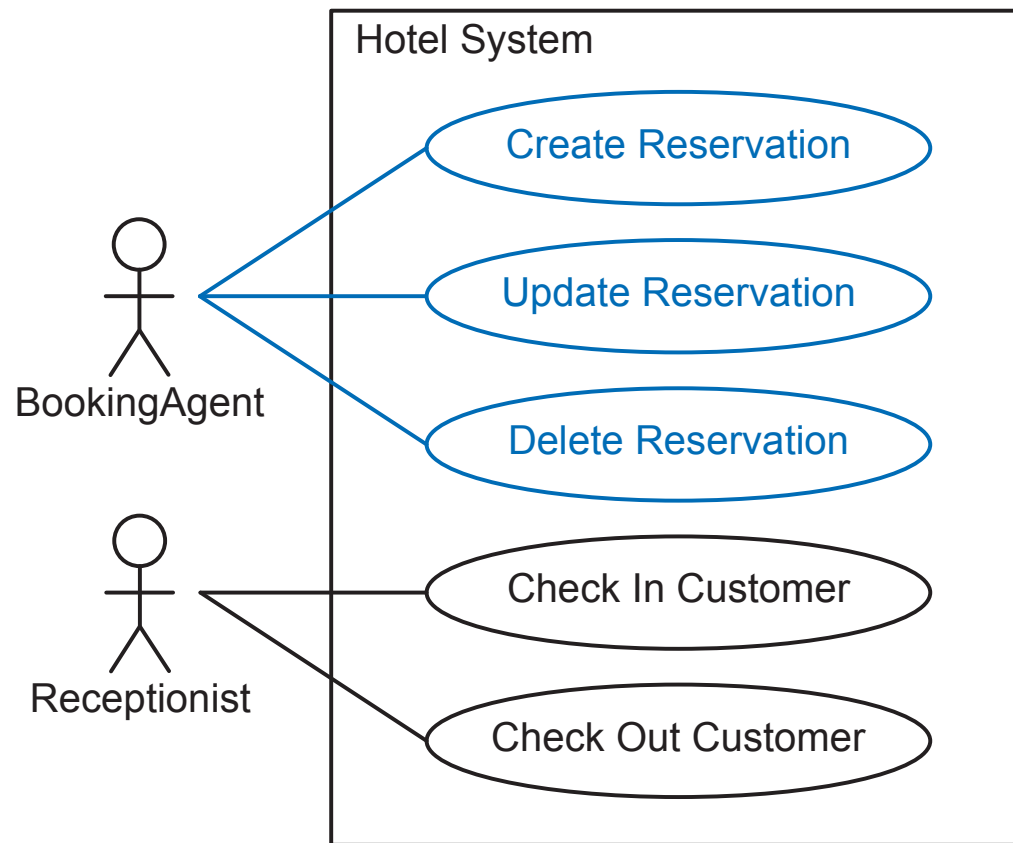 Hotel System
Create Reservation
Update Reservation
BookingAgent
Delete Reservation
Check In Customer
Receptionist
Check Out Customer